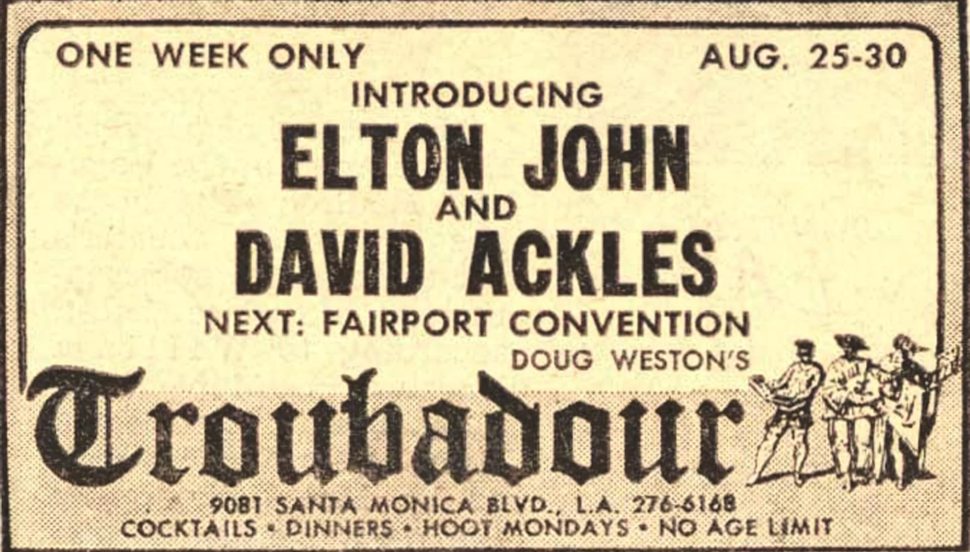 ONE WEEK ONLY AUG. 25-30
INTRODUCING
ELTON JOHN
AND
DAVID ACKLES
NEXT: FAIRPORT CONVENTION
DOUG WESTON'S
Troubadour
9081 SANTA MONICA BLVD., L.A. 276-6168
COCKTAILS • DINNERS • HOOT MONDAYS • NO AGE LIMIT